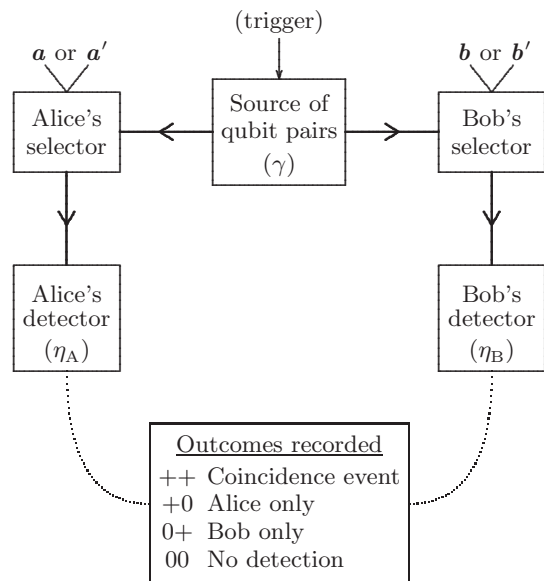 (trigger)
a or a′
b or b′
Alice's
selector
Source of
qubit pairs
(γ)
Bob's
selector
Alice's
detector
(ηA)
Bob's
detector
(ηB)
Outcomes recorded
++ Coincidence event
+0 Alice only
0+ Bob only
00 No detection